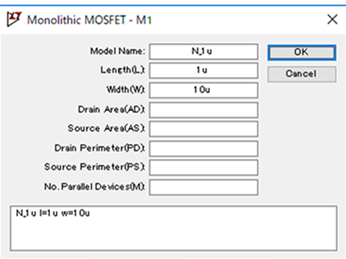 Monolithic MOSFET - M1
Model Name: N_1u
OK
Length(L): 1u
Cancel
Width(W): 10u
Drain Area(AD):
Source Area(AS):
Drain Perimeter(PD):
Source Perimeter(PS):
No. Parallel Devices(M):
N_1u l=1u w=10u